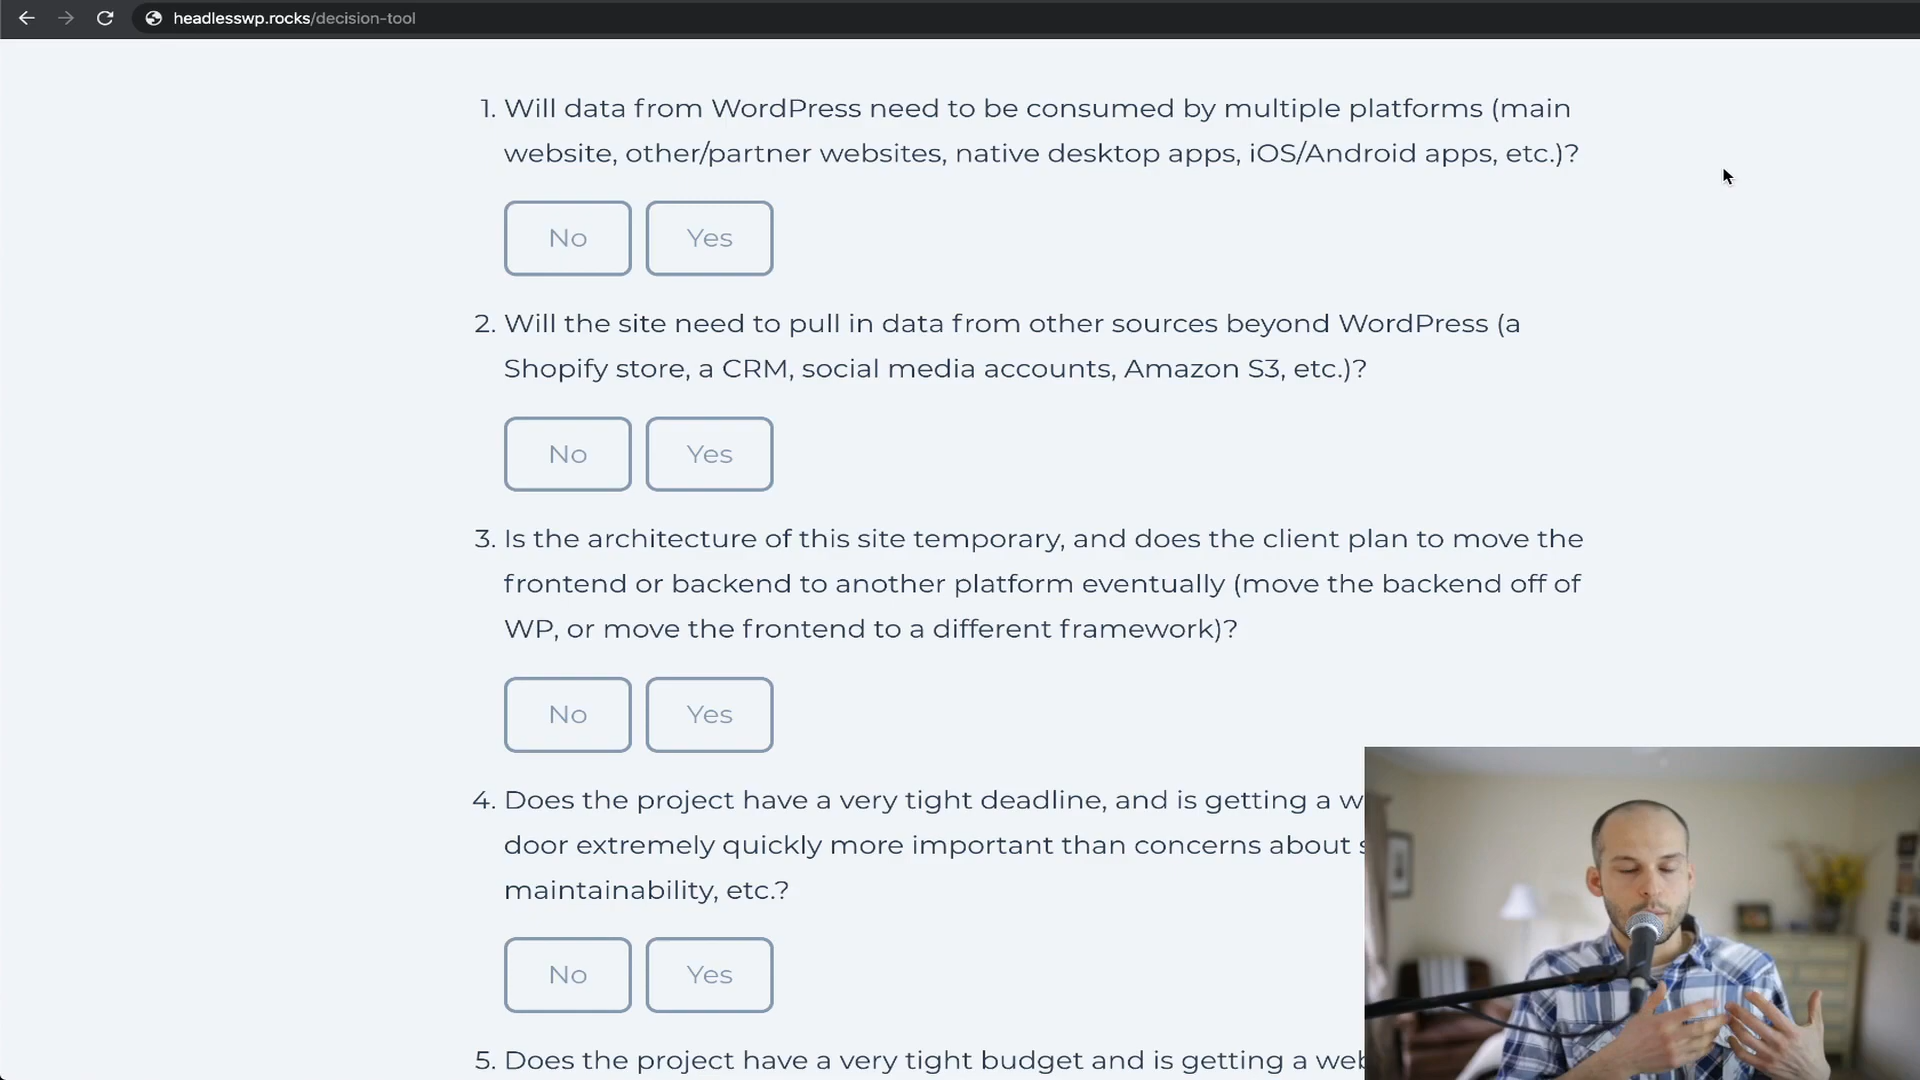 headlesswp.rocks/decision-tool
1. Will data from WordPress need to be consumed by multiple platforms (main
website, other/partner websites, native desktop apps, iOS/Android apps, etc.)?
No Yes
2. Will the site need to pull in data from other sources beyond WordPress (a
Shopify store, a CRM, social media accounts, Amazon S3, etc.)?
No Yes
3. Is the architecture of this site temporary, and does the client plan to move the
frontend or backend to another platform eventually (move the backend off of
WP, or move the frontend to a different framework)?
No Yes
4. Does the project have a very tight deadline, and is getting a
door extremely quickly more important than concerns about
maintainability, etc.?
No Yes
5. Does the project have a very tight budget and is getting a